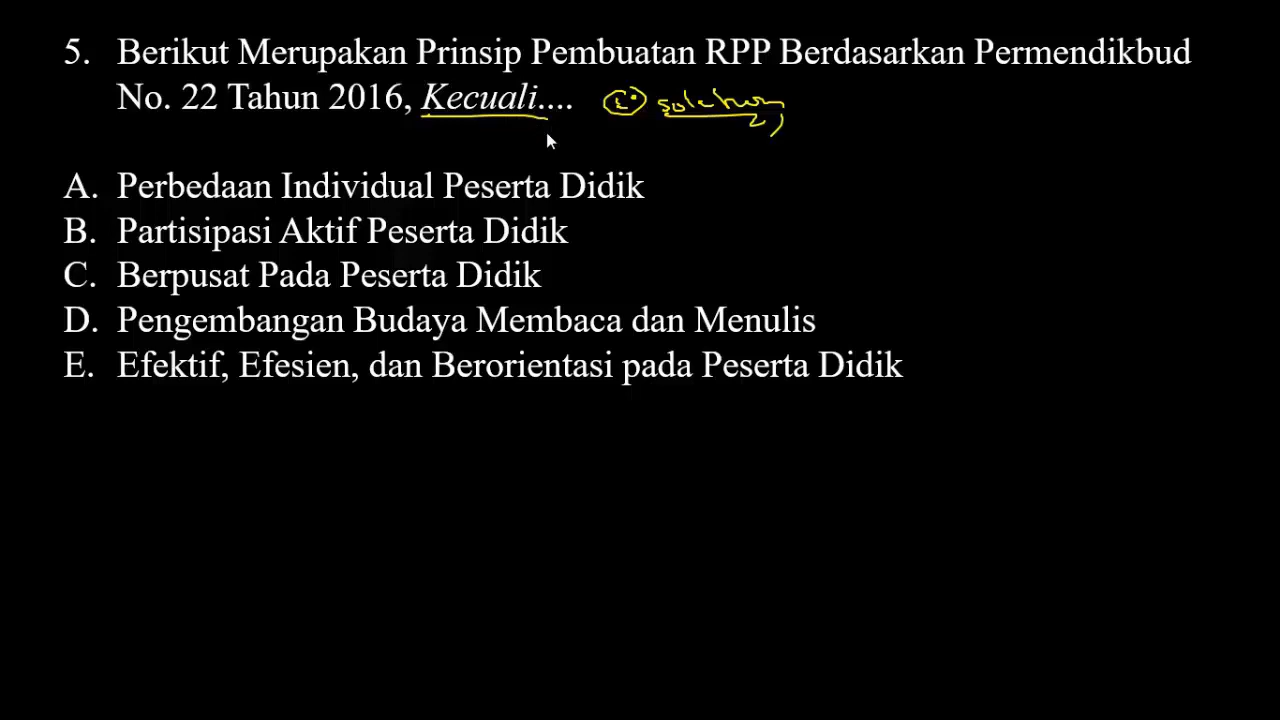 5. Berikut Merupakan Prinsip Pembuatan RPP Berdasarkan Permendikbud
No. 22 Tahun 2016, Kecuali....
A. Perbedaan Individual Peserta Didik
B. Partisipasi Aktif Peserta Didik
C. Berpusat Pada Peserta Didik
D. Pengembangan Budaya Membaca dan Menulis
E. Efektif, Efesien, dan Berorientasi pada Peserta Didik